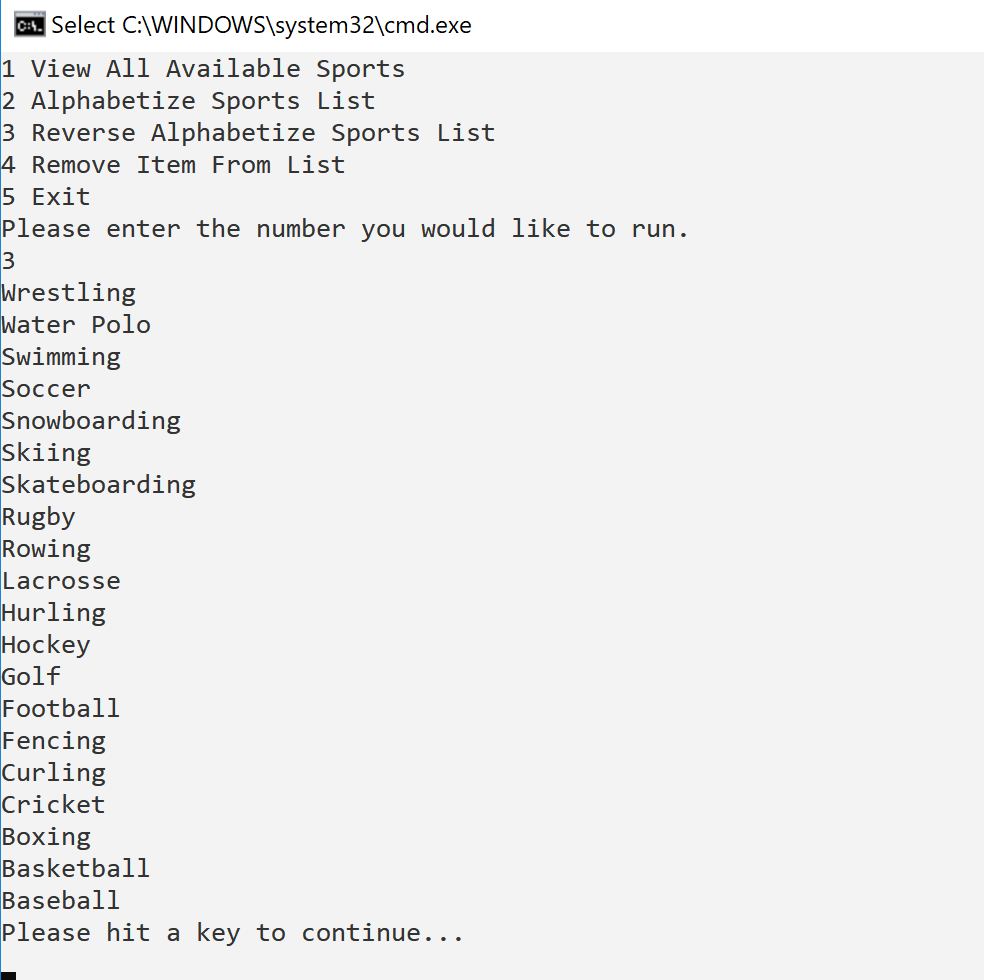 C:\. Select C:\WINDOWS\system32\cmd.exe
1 View All Available Sports
2 Alphabetize Sports List
3 Reverse Alphabetize Sports List
4 Remove Item From List
5 Exit
Please enter the number you would like to run.
3
Wrestling
Water Polo
Swimming
Soccer
Snowboarding
Skiing
Skateboarding
Rugby
Rowing
Lacrosse
Hurling
Hockey
Golf
Football
Fencing
Curling
Cricket
Boxing
Basketball
Baseball
Please hit a key to continue...